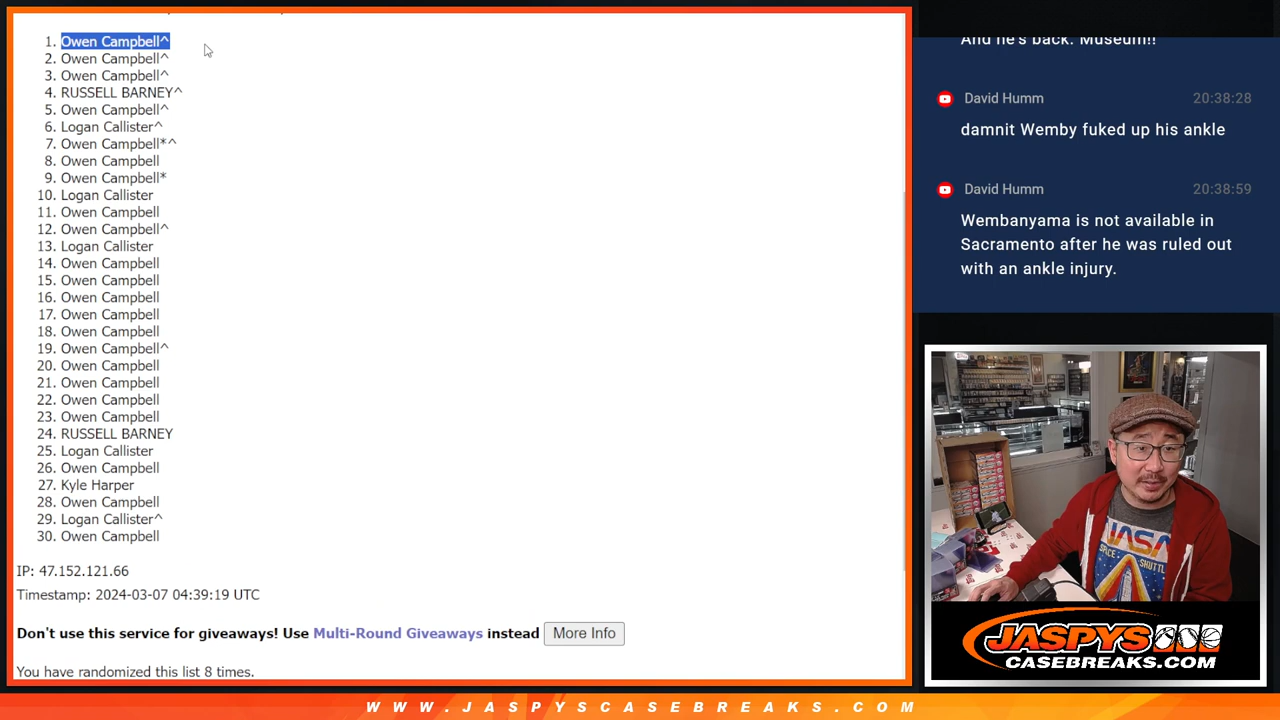 1. Owen Campbell^
2. Owen Campbell^
3. Owen Campbell^
4. RUSSELL BARNEY^
5. Owen Campbell^
6. Logan Callister^
7. Owen Campbell*^
8. Owen Campbell
9. Owen Campbell*
10. Logan Callister
11. Owen Campbell
12. Owen Campbell^
13. Logan Callister
14. Owen Campbell
15. Owen Campbell
16. Owen Campbell
17. Owen Campbell
18. Owen Campbell
19. Owen Campbell^
20. Owen Campbell
21. Owen Campbell
22. Owen Campbell
23. Owen Campbell
24. RUSSELL BARNEY
25. Logan Callister
26. Owen Campbell
27. Kyle Harper
28. Owen Campbell
29. Logan Callister^
30. Owen Campbell
IP: 47.152.121.66
Timestamp: 2024-03-07 04:39:19 UTC
Don't use this service for giveaways! Use Multi-Round Giveaways instead More Info
You have randomized this list 8 times.
And he's back. Museum!!
David Humm 20:38:28
damnit Wemby fuked up his ankle
David Humm 20:38:59
Wembanyama is not available in
Sacramento after he was ruled out
with an ankle injury.
NASA
SPACE SHUTTL
JASPYS
CASEBREAKS.COM
WWW.JASPYSCASEBREAKS.COM